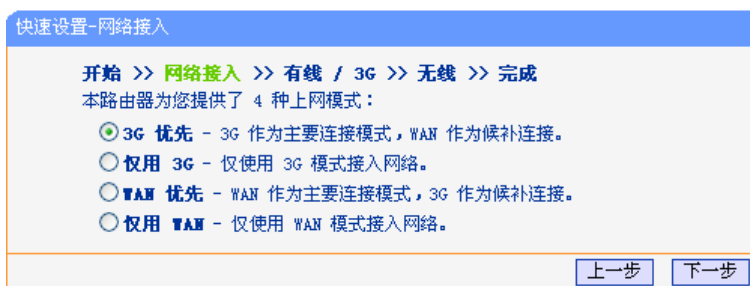 快速设置-网络接入
开始 >> 网络接入 >> 有线 / 3G >> 无线 >> 完成
本路由器为您提供了 4 种上网模式：
3G 优先 - 3G 作为主要连接模式，WAN 作为候补连接。
仅用 3G - 仅使用 3G 模式接入网络。
WAN 优先 - WAN 作为主要连接模式，3G 作为候补连接。
仅用 WAN - 仅使用 WAN 模式接入网络。
上一步 下一步